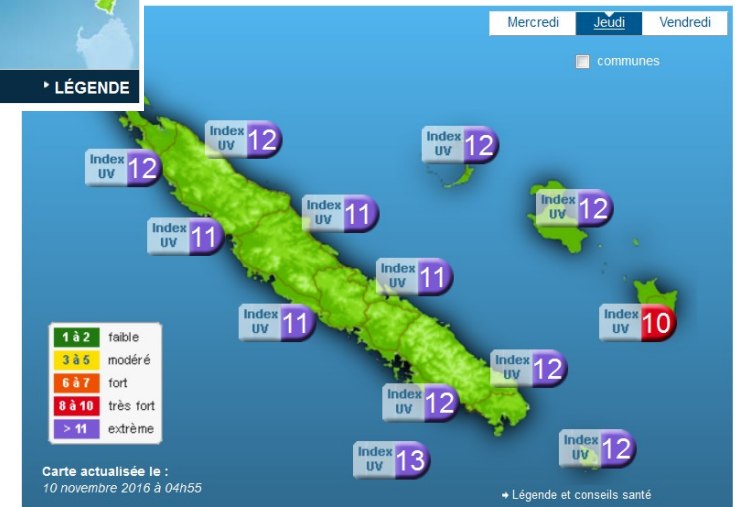 Mercredi Jeudi Vendredi
communes
‣ LÉGENDE
Index UV 12
Index UV 12
Index UV 12
Index UV 12
Index UV 11
Index UV 11
Index UV 11
Index UV 11
Index UV 10
Index UV 12
Index UV 12
Index UV 12
Index UV 13
1 à 2 faible
3 à 5 modéré
6 à 7 fort
8 à 10 très fort
> 11 extrème
Carte actualisée le :
10 novembre 2016 à 04h55
Légende et conseils santé